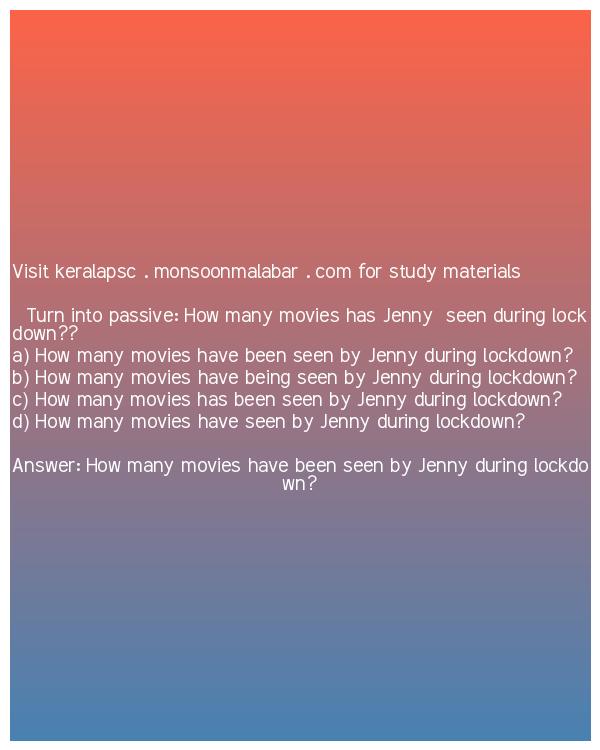 Visit keralapsc . monsoonmalabar . com for study materials
Turn into passive: How many movies has Jenny  seen during lock
down??
a) How many movies have been seen by Jenny during lockdown?
b) How many movies have being seen by Jenny during lockdown?
c) How many movies has been seen by Jenny during lockdown?
d) How many movies have seen by Jenny during lockdown?
Answer: How many movies have been seen by Jenny during lockdo
wn?